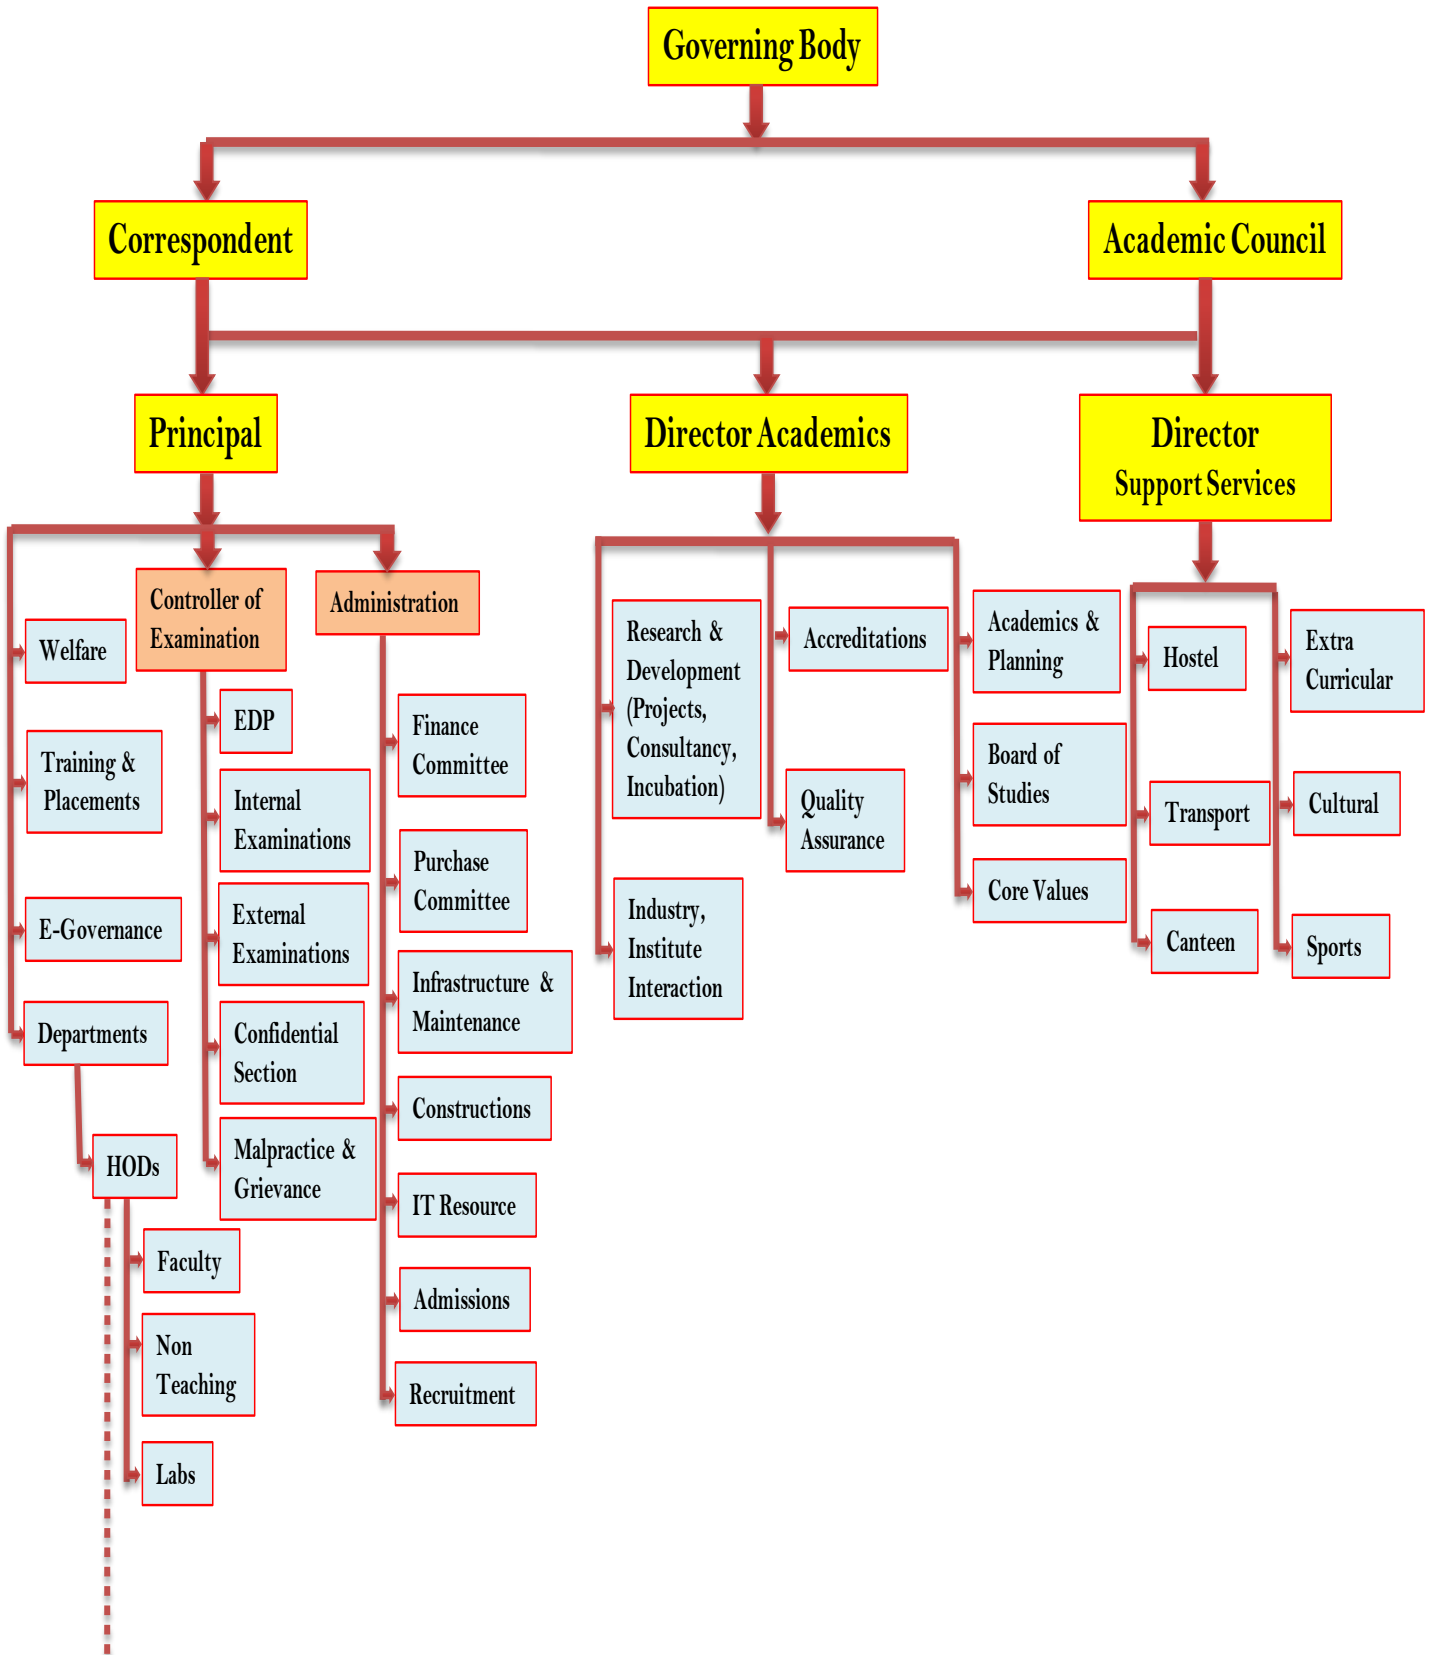 Governing Body
Correspondent
Academic Council
Principal
Director Academics
Director
Support Services
Controller of
Examination
Administration
Welfare
Training &
Placements
E-Governance
Departments
HODs
Faculty
Non
Teaching
Labs
EDP
Internal
Examinations
External
Examinations
Confidential
Section
Malpractice &
Grievance
Finance
Committee
Purchase
Committee
Infrastructure &
Maintenance
Constructions
IT Resource
Admissions
Recruitment
Research &
Development
(Projects,
Consultancy,
Incubation)
Industry,
Institute
Interaction
Accreditations
Quality
Assurance
Academics &
Planning
Board of
Studies
Core Values
Hostel
Transport
Canteen
Extra
Curricular
Cultural
Sports